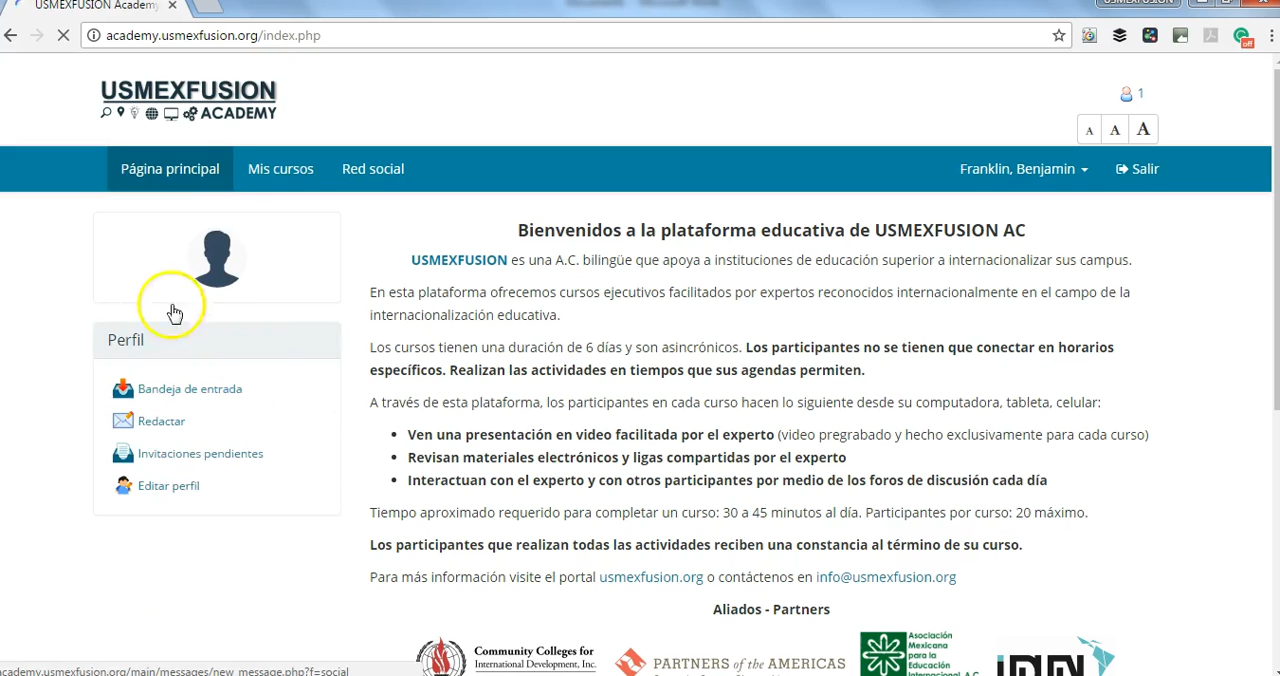 USMEXFUSION Academy
USMEXFUSION
academy.usmexfusion.org/index.php
off
USMEXFUSION
ACADEMY
1
A A A
Página principal Mis cursos Red social Franklin, Benjamin Salir
Bienvenidos a la plataforma educativa de USMEXFUSION AC
USMEXFUSION es una A.C. bilingüe que apoya a instituciones de educación superior a internacionalizar sus campus.
En esta plataforma ofrecemos cursos ejecutivos facilitados por expertos reconocidos internacionalmente en el campo de la
internacionalización educativa.
Perfil
Los cursos tienen una duración de 6 días y son asincrónicos. Los participantes no se tienen que conectar en horarios
específicos. Realizan las actividades en tiempos que sus agendas permiten.
Bandeja de entrada
Redactar
Invitaciones pendientes
Editar perfil
A través de esta plataforma, los participantes en cada curso hacen lo siguiente desde su computadora, tableta, celular:
• Ven una presentación en video facilitada por el experto (video pregrabado y hecho exclusivamente para cada curso)
• Revisan materiales electrónicos y ligas compartidas por el experto
• Interactuan con el experto y con otros participantes por medio de los foros de discusión cada día
Tiempo aproximado requerido para completar un curso: 30 a 45 minutos al día. Participantes por curso: 20 máximo.
Los participantes que realizan todas las actividades reciben una constancia al término de su curso.
Para más información visite el portal usmexfusion.org o contáctenos en info@usmexfusion.org
Aliados - Partners
Community Colleges for
International Development, Inc.
PARTNERS of the AMERICAS
Asociación
Mexicana
para la
Educación
Internacional A.C.
academy.usmexfusion.org/main/messages/new_message.php?f=social